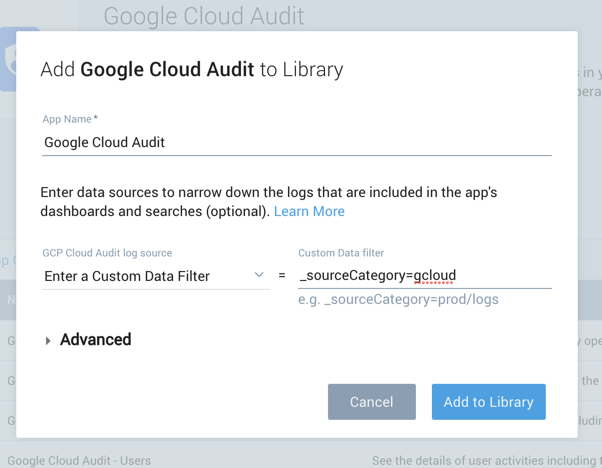 Google Cloud Audit
Add Google Cloud Audit to Library
App Name*
Google Cloud Audit
Enter data sources to narrow down the logs that are included in the app's
dashboards and searches (optional). Learn More
GCP Cloud Audit log source
Custom Data filter
Enter a Custom Data Filter = _sourceCategory=gcloud
e.g. _sourceCategory=prod/logs
Advanced
Cancel Add to Library
Google Cloud Audit - Users See the details of user activities including